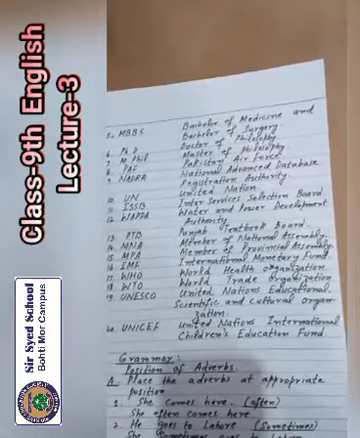 Class-9th English
Lecture-3
Sir Syed School
Bohti Mor Campus
5. MBBS Bachelor of Medicine and
Bachelor of Surgery
6. Ph.D Doctor of Philosophy
7. M.Phil Master of Philosophy
8. PAF Pakistan Air Force
9. NADRA National Advanced Database
Registration Authority.
10. UN United Nation
11. ISSB Inter Services Selection Board.
12. WAPDA Water and Power Development
Authority.
13. PTB Punjab Textbook Board.
14. MNA Member of National Assembly.
15. MPA Member of Provincial Assembly.
16. IMF International Monetary Fund.
17. WHO World Health organization
18. WTO World Trade organization
19. UNESCO United Nations Educational,
Scientific and Cultural organi-
zation.
20. UNICEF United Nations International
Children's Education Fund
Grammar:
Position of Adverbs.
Place the adverbs at appropriate
position
1. She comes here. (often)
She often comes here.
2. He goes to Lahore (Sometimes)
Sometimes